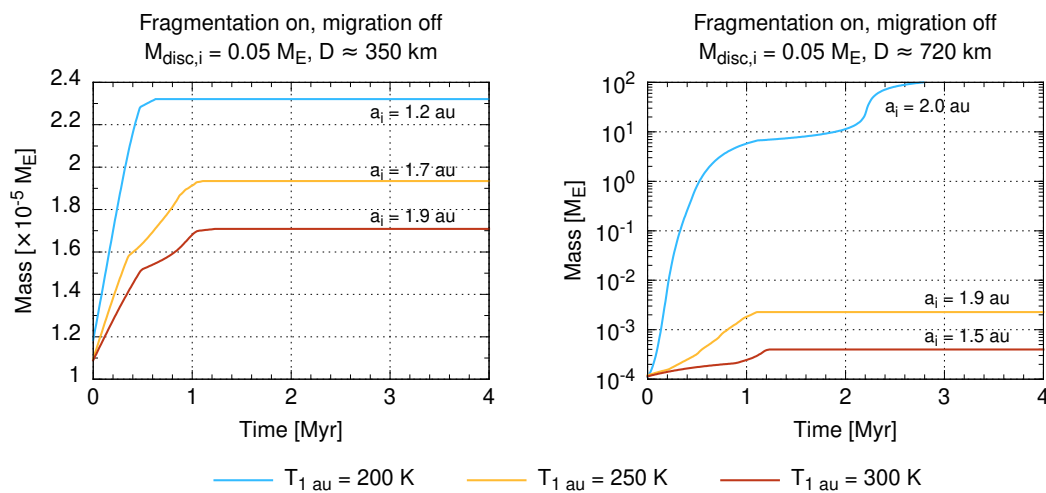 Fragmentation on, migration off
M_disc,i = 0.05 M_E, D ≈ 350 km
Mass [×10^-5 M_E]
2.4
2.2
2
1.8
1.6
1.4
1.2
1
a_i = 1.2 au
a_i = 1.7 au
a_i = 1.9 au
0 1 2 3 4
Time [Myr]
Fragmentation on, migration off
M_disc,i = 0.05 M_E, D ≈ 720 km
Mass [M_E]
10^2
10^1
10^0
10^-1
10^-2
10^-3
10^-4
a_i = 2.0 au
a_i = 1.9 au
a_i = 1.5 au
0 1 2 3 4
Time [Myr]
T_1 au = 200 K T_1 au = 250 K T_1 au = 300 K